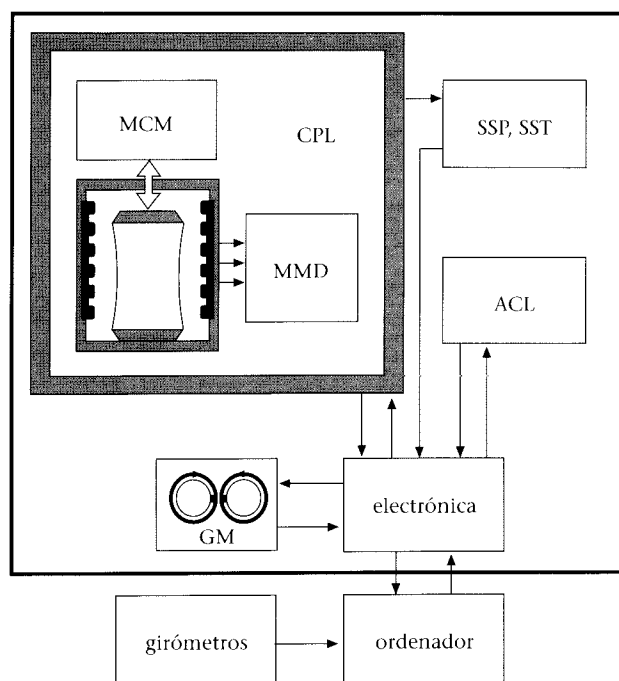 MCM
CPL
SSP, SST
MMD
ACL
electrónica
GM
girómetros
ordenador